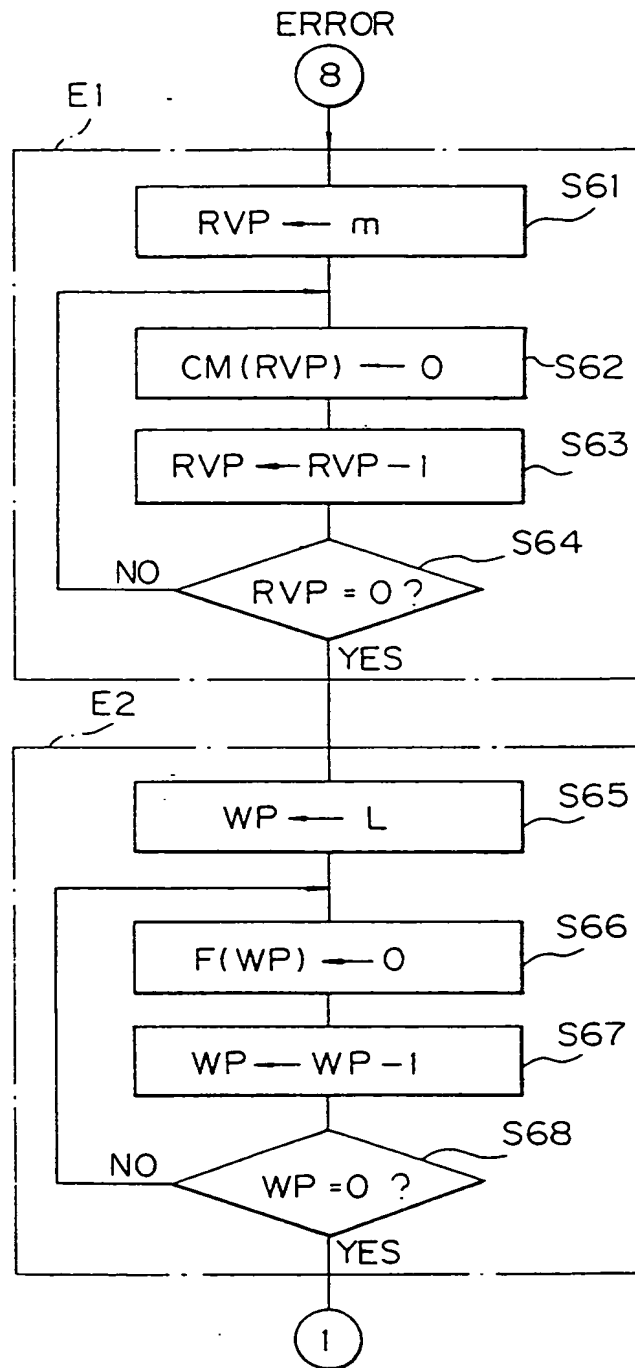 ERROR
8
E1
S61
RVP ← m
S62
CM(RVP) ← 0
S63
RVP ← RVP-1
S64
NO
RVP = 0 ?
YES
E2
S65
WP ← L
S66
F(WP) ← 0
S67
WP ← WP-1
S68
NO
WP = 0 ?
YES
1